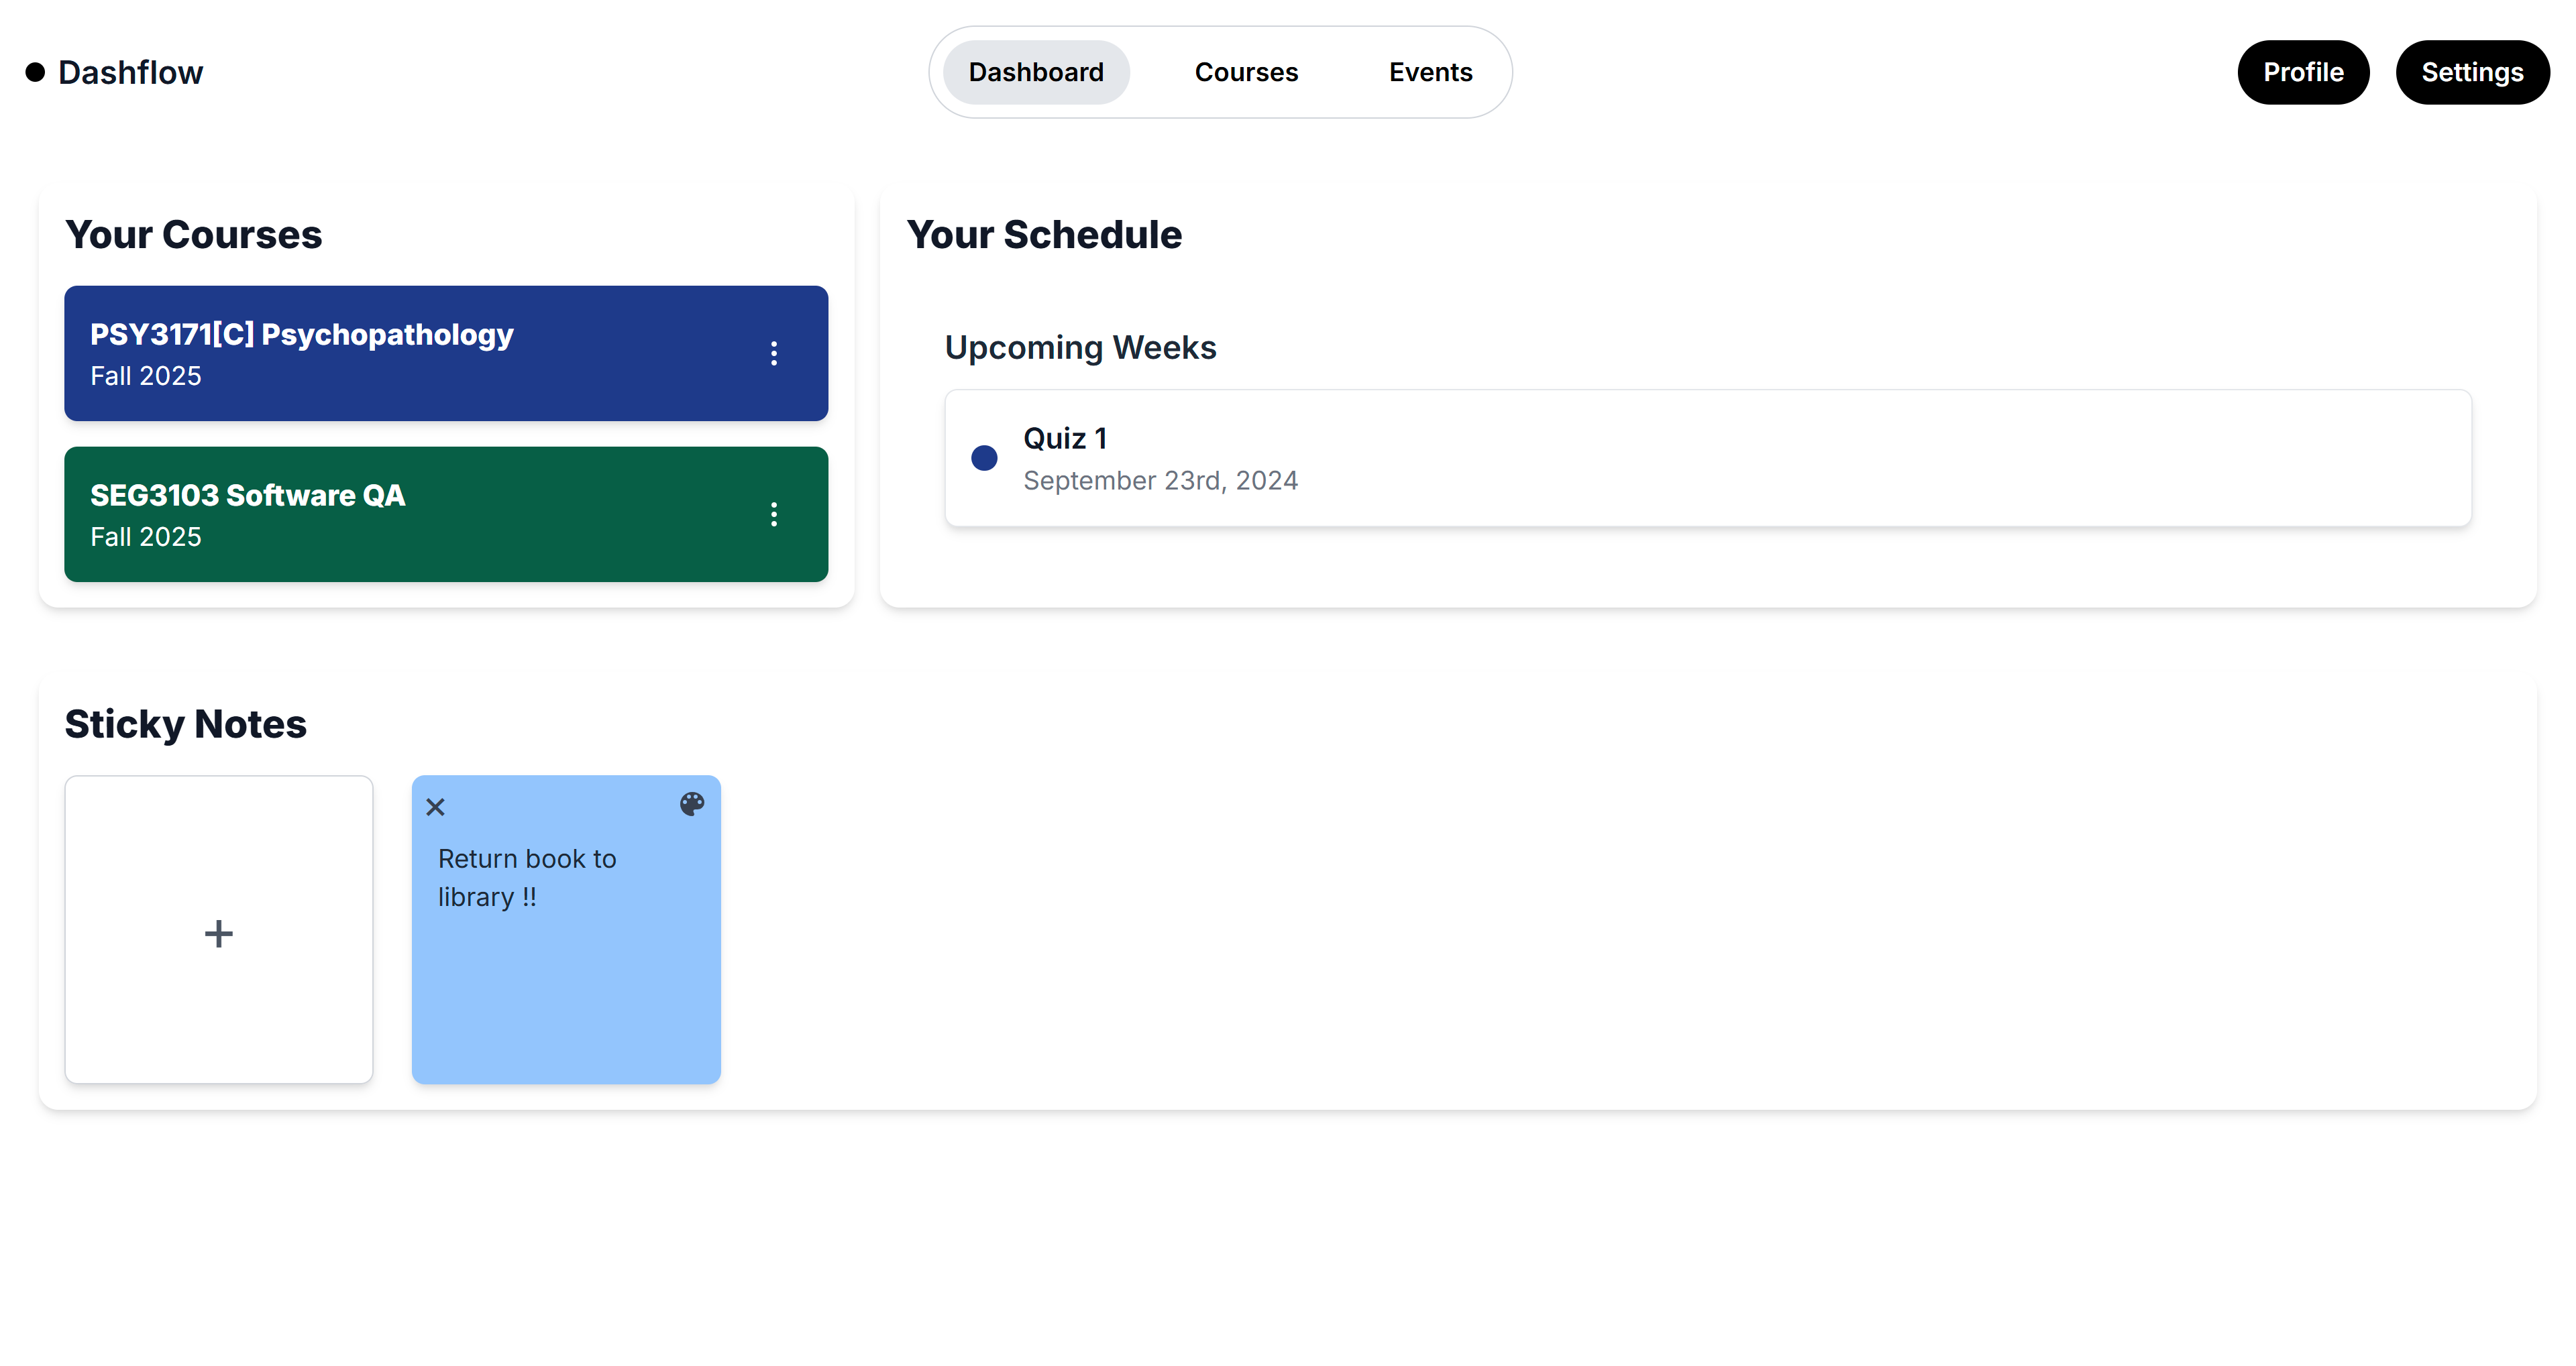 Dashflow
Dashboard
Courses
Events
Profile
Settings
Your Courses
PSY3171[C] Psychopathology
Fall 2025
SEG3103 Software QA
Fall 2025
Your Schedule
Upcoming Weeks
Quiz 1
September 23rd, 2024
Sticky Notes
Return book to
library !!